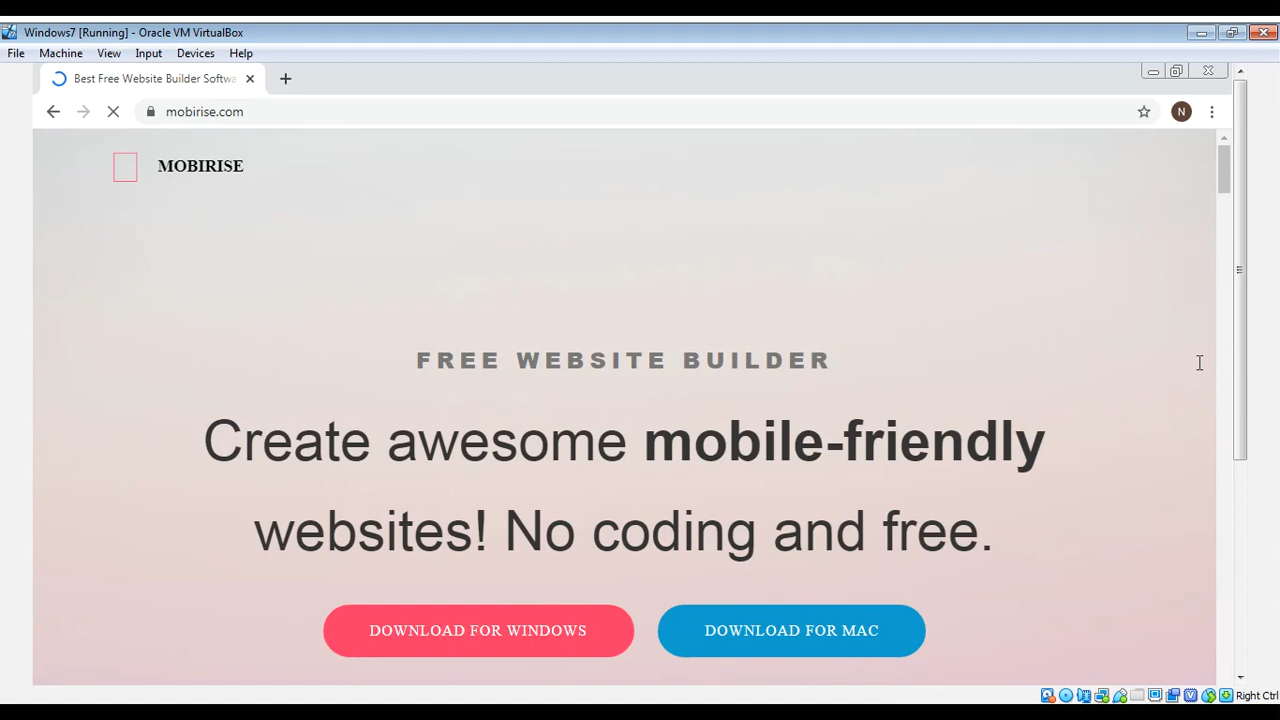 Windows7 [Running] - Oracle VM VirtualBox
File Machine View Input Devices Help
Best Free Website Builder Softwa
mobirise.com
N
MOBIRISE
FREE WEBSITE BUILDER
Create awesome mobile-friendly
websites! No coding and free.
DOWNLOAD FOR WINDOWS DOWNLOAD FOR MAC
Right Ctrl